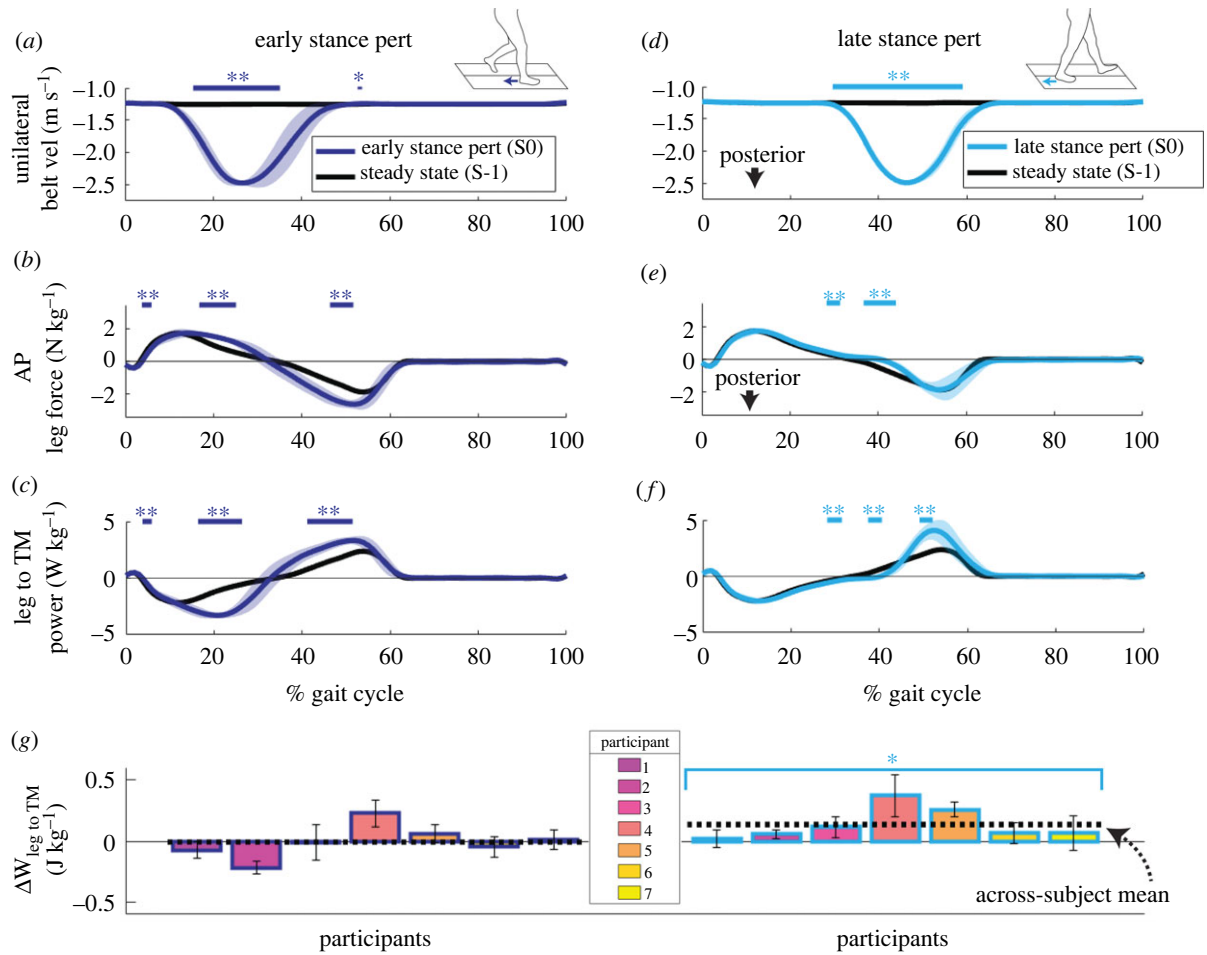 (a)
early stance pert
unilateral
belt vel (m s⁻¹)
-1.0
-1.5
-2.0
-2.5
**
*
early stance pert (S0)
steady state (S-1)
0 20 40 60 80 100
(b)
AP
leg force (N kg⁻¹)
2
0
-2
** ** **
0 20 40 60 80 100
(c)
leg to TM
power (W kg⁻¹)
5
0
-5
** ** **
0 20 40 60 80 100
% gait cycle
(d)
late stance pert
-1.0
-1.5
-2.0
-2.5
**
posterior
late stance pert (S0)
steady state (S-1)
0 20 40 60 80 100
(e)
2
0
-2
** **
posterior
0 20 40 60 80 100
(f)
5
0
-5
** ** **
0 20 40 60 80 100
% gait cycle
(g)
ΔW leg to TM
(J kg⁻¹)
0.5
0
-0.5
participants
participant
1
2
3
4
5
6
7
*
across-subject mean
participants